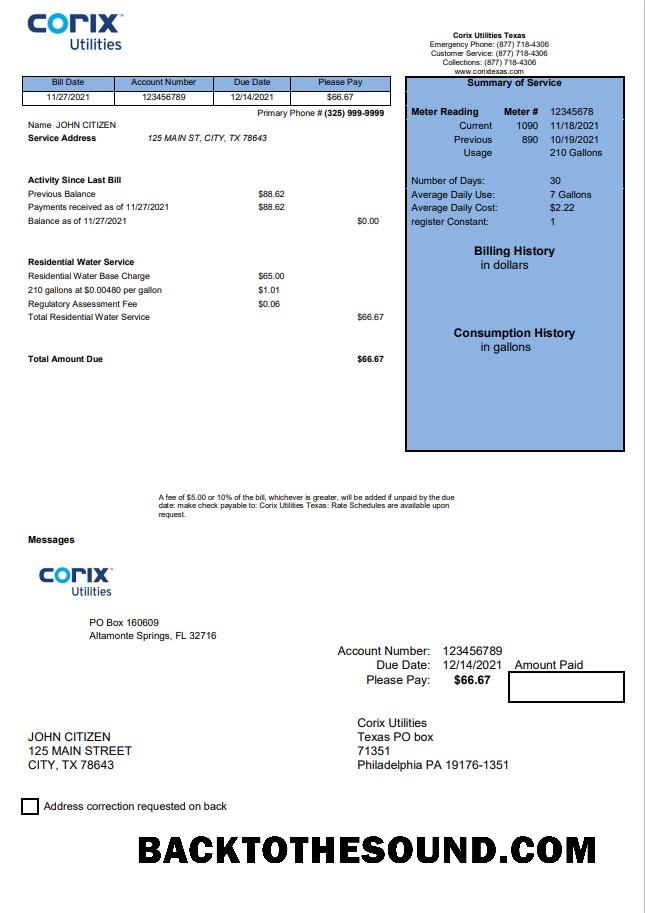 CORIX™
Utilities
Corix Utilities Texas
Emergency Phone: (877) 718-4306
Customer Service: (877) 718-4306
Collections: (877) 718-4306
www.corixtexas.com
Bill Date Account Number Due Date Please Pay
11/27/2021 123456789 12/14/2021 $66.67
Primary Phone # (325) 999-9999
Name JOHN CITIZEN
Service Address 125 MAIN ST, CITY, TX 78643
Activity Since Last Bill
Previous Balance $88.62
Payments received as of 11/27/2021 $88.62
Balance as of 11/27/2021 $0.00
Residential Water Service
Residential Water Base Charge $65.00
210 gallons at $0.00480 per gallon $1.01
Regulatory Assessment Fee $0.06
Total Residential Water Service $66.67
Total Amount Due $66.67
Summary of Service
Meter Reading Meter # 12345678
Current 1090 11/18/2021
Previous 890 10/19/2021
Usage 210 Gallons
Number of Days: 30
Average Daily Use: 7 Gallons
Average Daily Cost: $2.22
register Constant: 1
Billing History
in dollars
Consumption History
in gallons
A fee of $5.00 or 10% of the bill, whichever is greater, will be added if unpaid by the due
date: make check payable to: Corix Utilities Texas: Rate Schedules are available upon
request.
Messages
CORIX™
Utilities
PO Box 160609
Altamonte Springs, FL 32716
Account Number: 123456789
Due Date: 12/14/2021 Amount Paid
Please Pay: $66.67
JOHN CITIZEN
125 MAIN STREET
CITY, TX 78643
Corix Utilities
Texas PO box
71351
Philadelphia PA 19176-1351
Address correction requested on back
BACKTOTHESOUND.COM